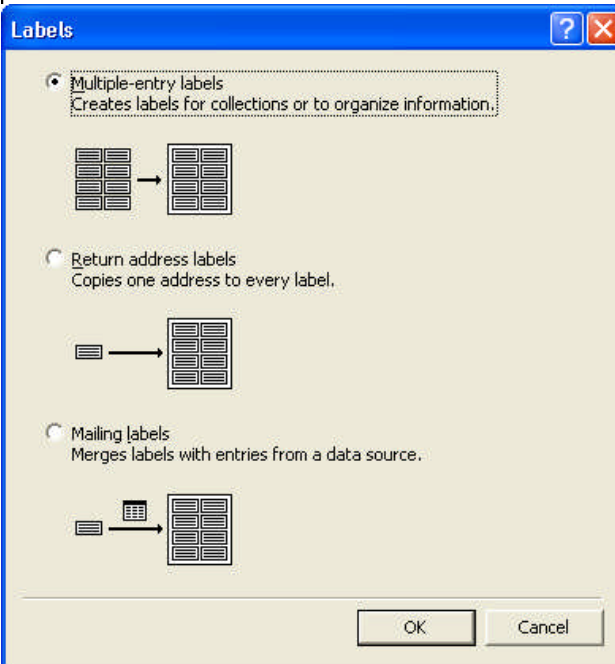 Labels
Multiple-entry labels
Creates labels for collections or to organize information.
Return address labels
Copies one address to every label.
Mailing labels
Merges labels with entries from a data source.
OK
Cancel